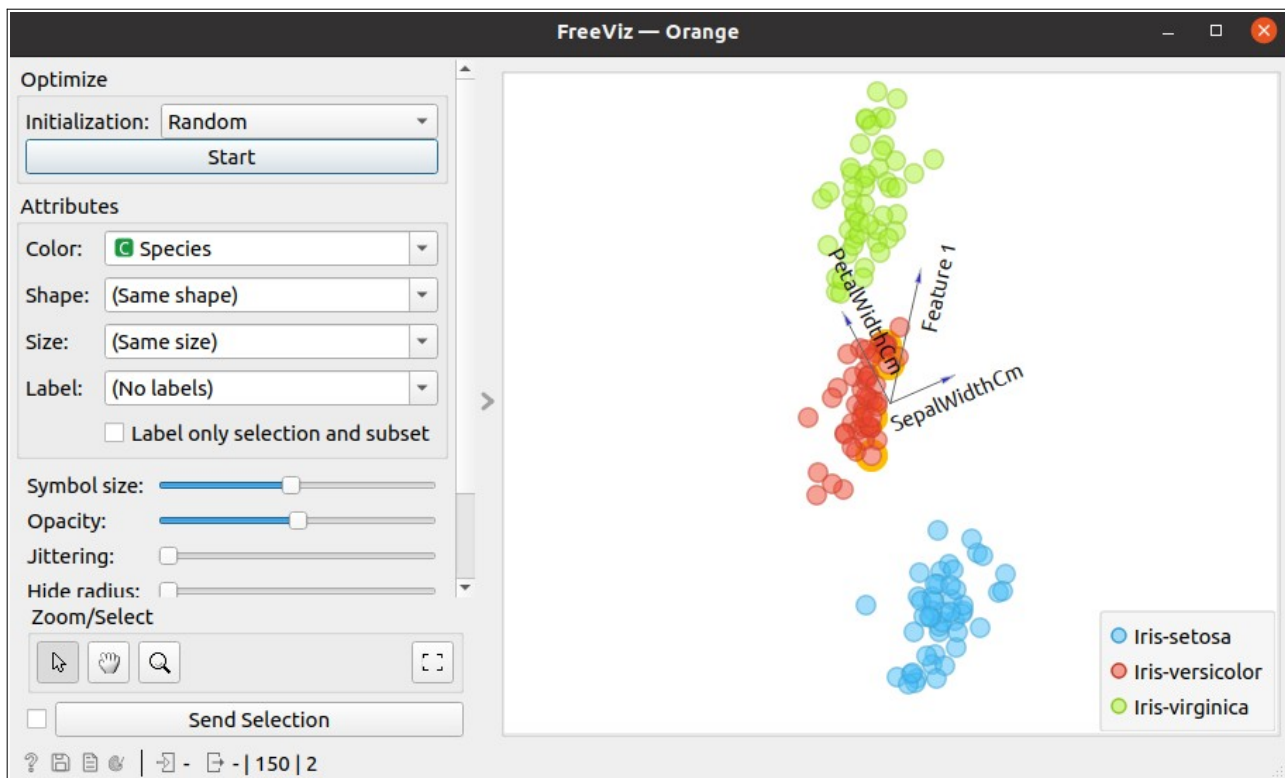 FreeViz — Orange
Optimize
Initialization: Random
Start
Attributes
Color: C Species
Shape: (Same shape)
Size: (Same size)
Label: (No labels)
Label only selection and subset
Symbol size:
Opacity:
Jittering:
Hide radius:
Zoom/Select
Send Selection
? - - | 150 | 2
PetalWidthCm
Feature 1
SepalWidthCm
Iris-setosa
Iris-versicolor
Iris-virginica